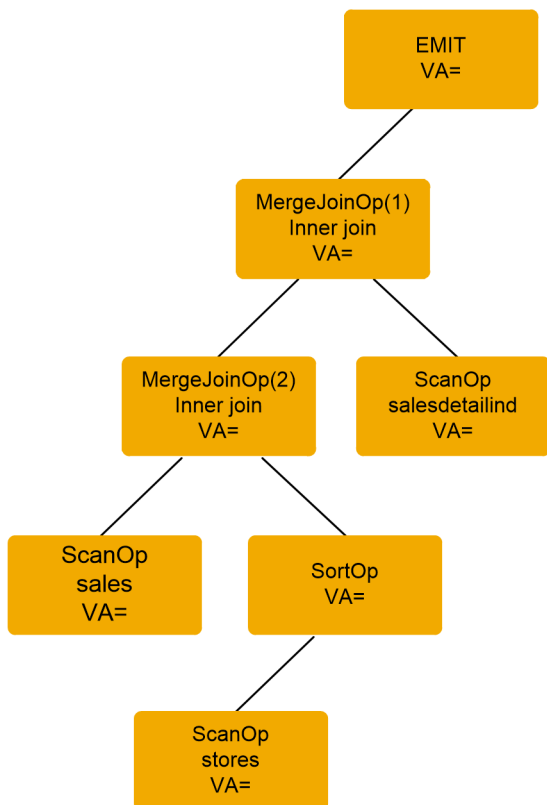 EMIT
VA=
MergeJoinOp(1)
Inner join
VA=
MergeJoinOp(2)
Inner join
VA=
ScanOp
salesdetailind
VA=
ScanOp
sales
VA=
SortOp
VA=
ScanOp
stores
VA=